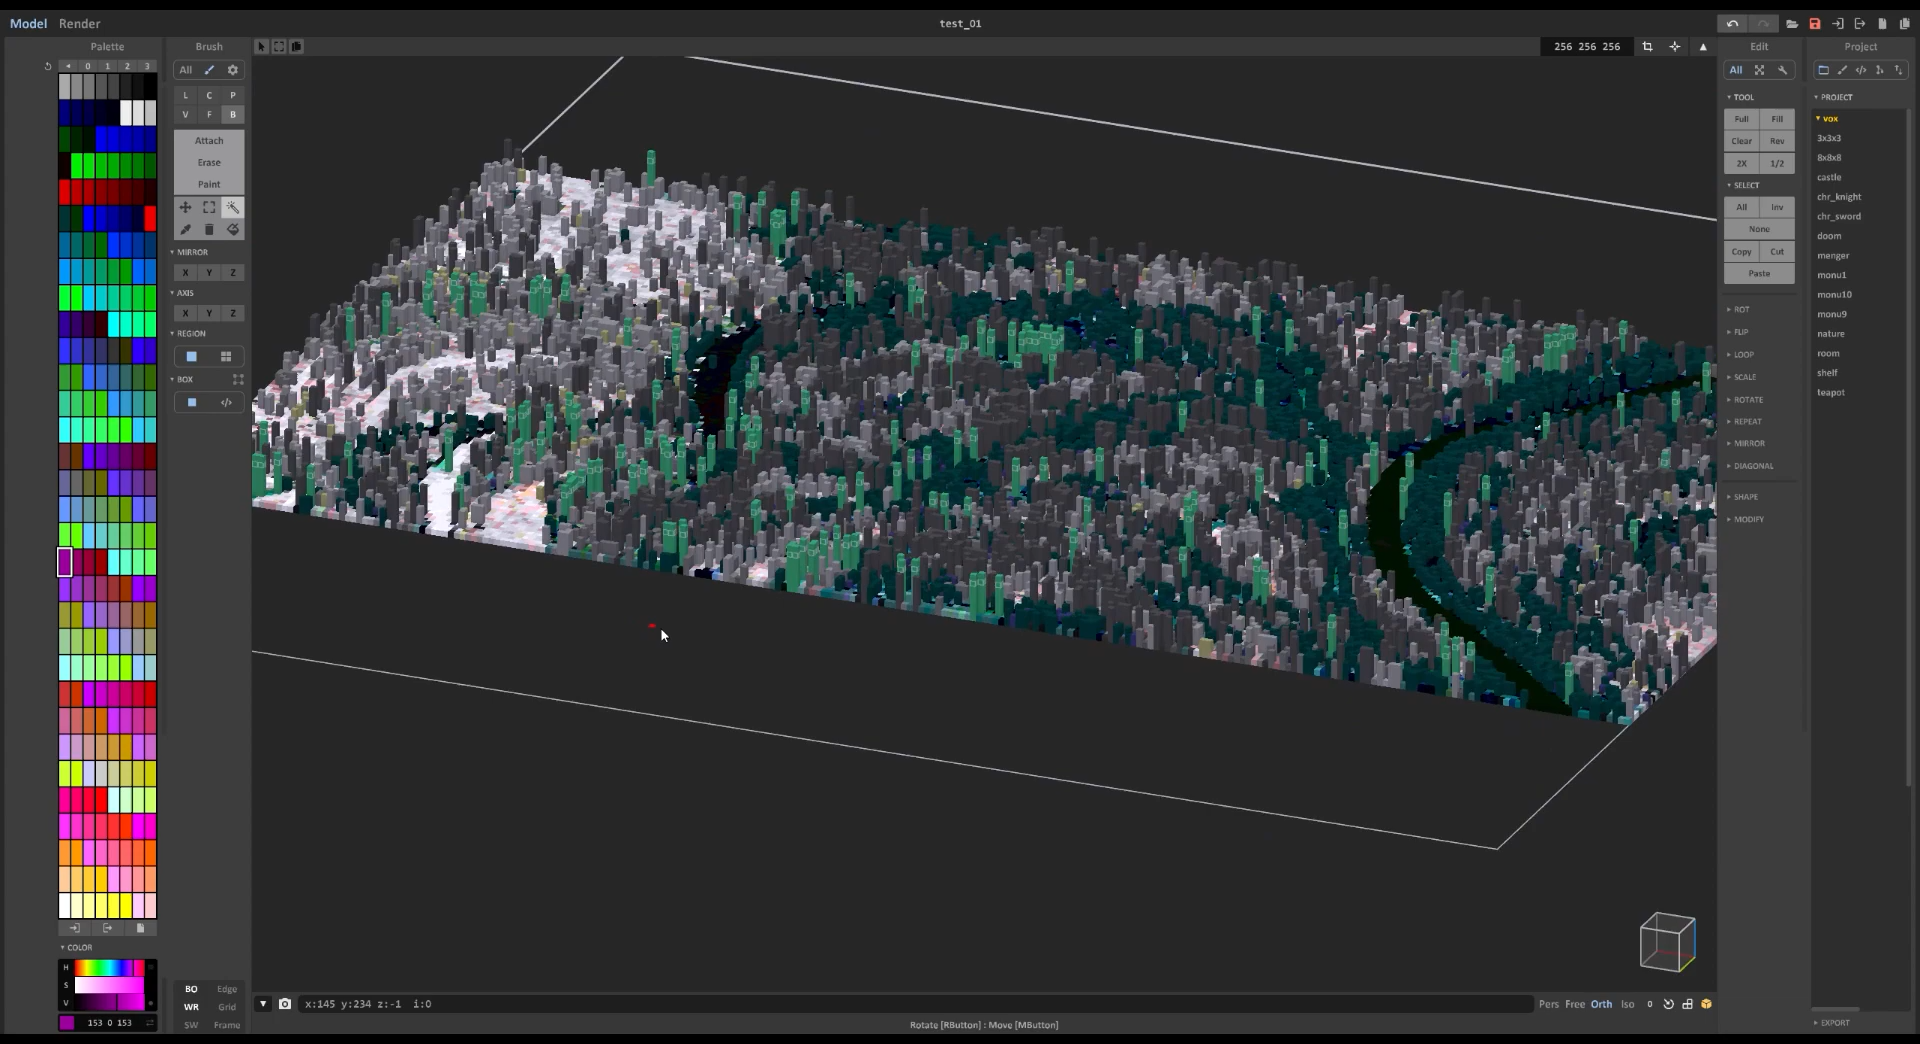 Model Render
test_01
Palette
Brush
256 256 256
Edit
Project
0 1 2 3
All
L C P
V F B
Attach
Erase
Paint
MIRROR
X Y Z
AXIS
X Y Z
REGION
BOX
All
TOOL
Full Fill
Clear Rev
2X 1/2
SELECT
All Inv
None
Copy Cut
Paste
ROT
FLIP
LOOP
SCALE
ROTATE
REPEAT
MIRROR
DIAGONAL
SHAPE
MODIFY
PROJECT
vox
3x3x3
8x8x8
castle
chr_knight
chr_sword
doom
menger
monu1
monu10
monu9
nature
room
shelf
teapot
COLOR
H
S
V
153 0 153
BO Edge
WR Grid
SW Frame
x:145 y:234 z:-1 i:0
Pers Free Orth Iso 0
Rotate [RButton] : Move [MButton]
EXPORT